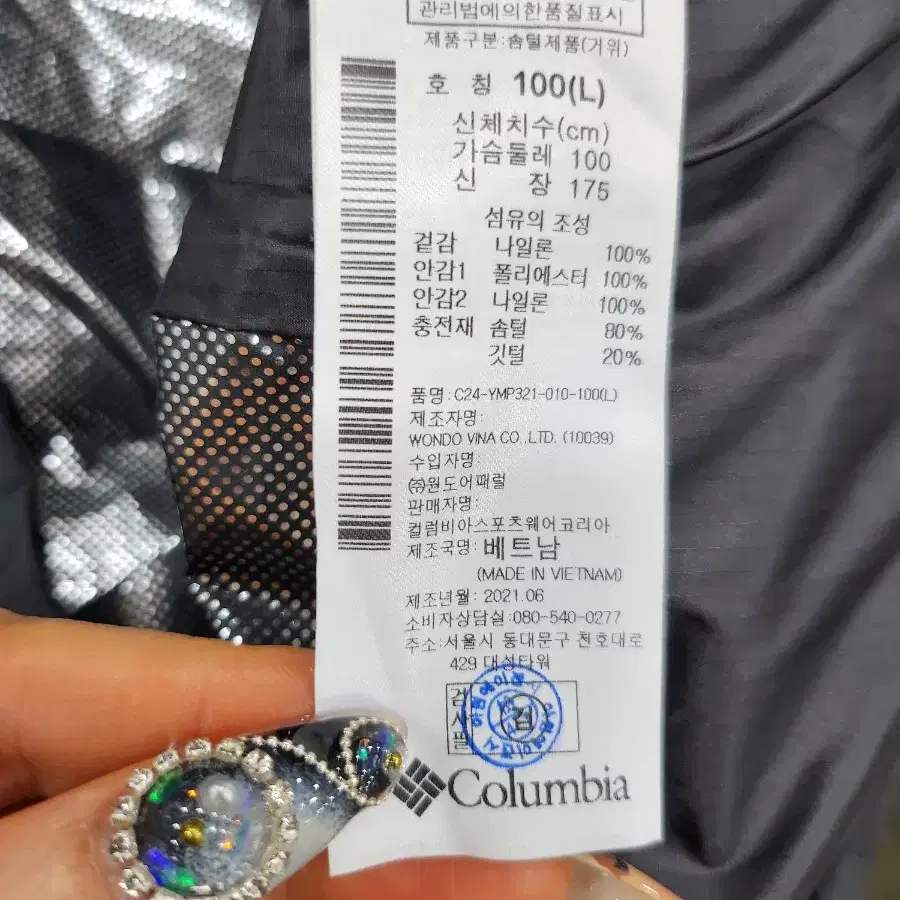 관리법에의한품질표시
제품구분:솜털제품(거위)
호 칭 100(L)
신체치수(cm)
가슴둘레 100
신 장 175
섬유의 조성
겉감 나일론 100%
안감1 폴리에스터 100%
안감2 나일론 100%
충전재 솜털 80%
깃털 20%
품명: C24-YMP321-010-100(L)
제조자명:
WONDO VINA CO., LTD. (10039)
수입자명:
㈜원도어패럴
판매자명:
컬럼비아스포츠웨어코리아
제조국명: 베트남
(MADE IN VIETNAM)
제조년월: 2021.06
소비자상담실:080-540-0277
주소:서울시 동대문구 천호대로
429 대성타워
검
사
필
검
Columbia